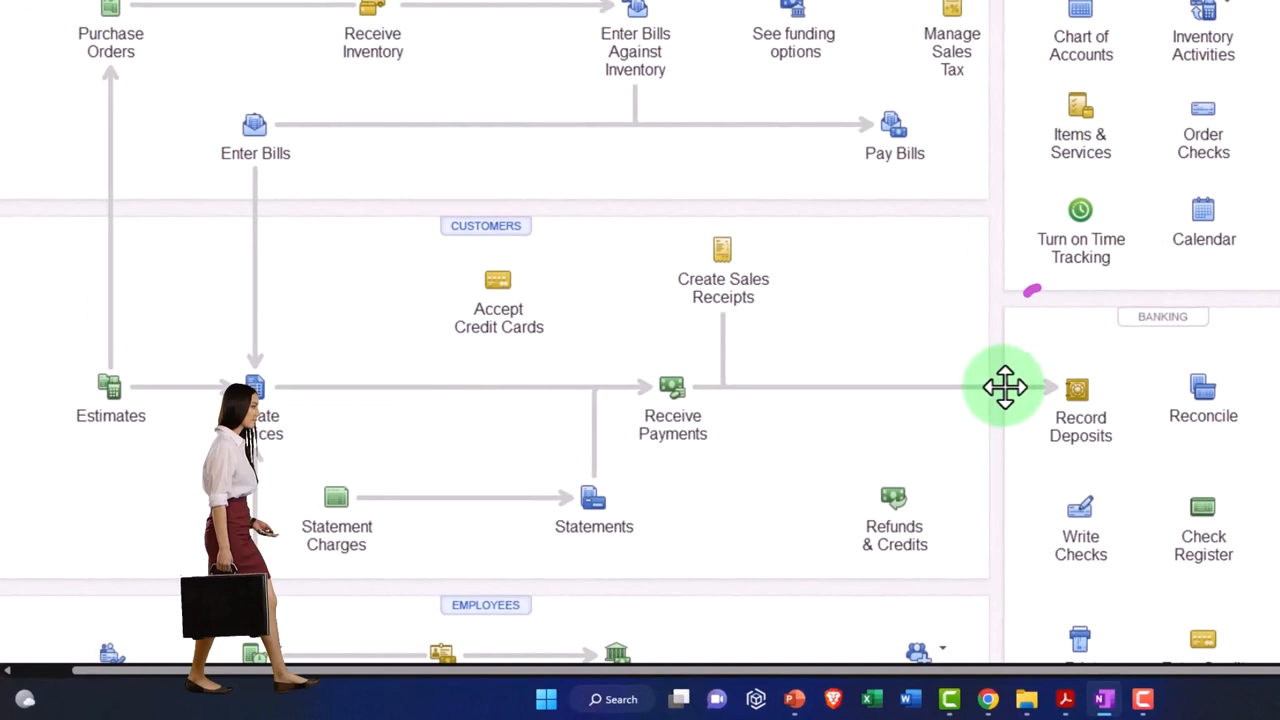 Purchase
Orders
Receive
Inventory
Enter Bills
Against
Inventory
See funding
options
Manage
Sales
Tax
Chart of
Accounts
Inventory
Activities
Enter Bills
Pay Bills
Items &
Services
Order
Checks
Turn on Time
Tracking
Calendar
CUSTOMERS
Accept
Credit Cards
Create Sales
Receipts
BANKING
Estimates
Receive
Payments
Record
Deposits
Reconcile
Statement
Charges
Statements
Refunds
& Credits
Write
Checks
Check
Register
EMPLOYEES
Search